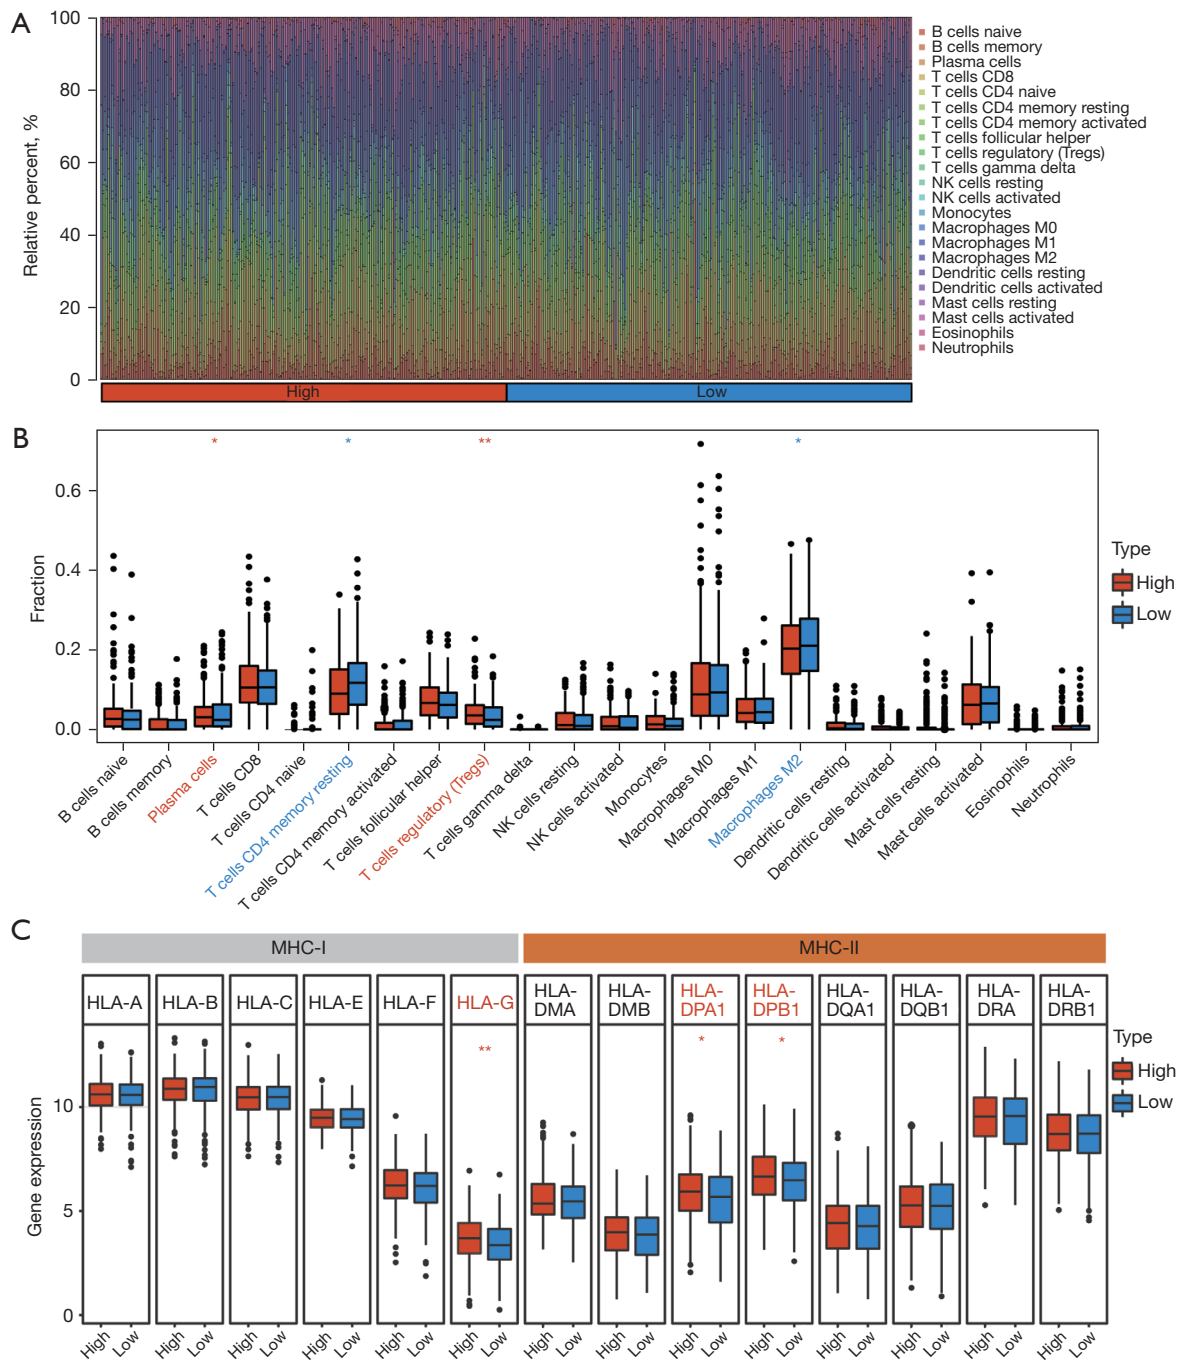 A
100
80
60
40
20
0
Relative percent, %
High
Low
B cells naive
B cells memory
Plasma cells
T cells CD8
T cells CD4 naive
T cells CD4 memory resting
T cells CD4 memory activated
T cells follicular helper
T cells regulatory (Tregs)
T cells gamma delta
NK cells resting
NK cells activated
Monocytes
Macrophages M0
Macrophages M1
Macrophages M2
Dendritic cells resting
Dendritic cells activated
Mast cells resting
Mast cells activated
Eosinophils
Neutrophils
B
* * ** *
0.6
0.4
0.2
0.0
Fraction
Type
High
Low
B cells naive
B cells memory
Plasma cells
T cells CD8
T cells CD4 naive
T cells CD4 memory resting
T cells CD4 memory activated
T cells follicular helper
T cells regulatory (Tregs)
T cells gamma delta
NK cells resting
NK cells activated
Monocytes
Macrophages M0
Macrophages M1
Macrophages M2
Dendritic cells resting
Dendritic cells activated
Mast cells resting
Mast cells activated
Eosinophils
Neutrophils
C
MHC-I
MHC-II
HLA-A
HLA-B
HLA-C
HLA-E
HLA-F
HLA-G
HLA-
DMA
HLA-
DMB
HLA-
DPA1
HLA-
DPB1
HLA-
DQA1
HLA-
DQB1
HLA-
DRA
HLA-
DRB1
** * *
10
5
0
Gene expression
Type
High
Low
High Low High Low High Low High Low High Low High Low High Low High Low High Low High Low High Low High Low High Low High Low